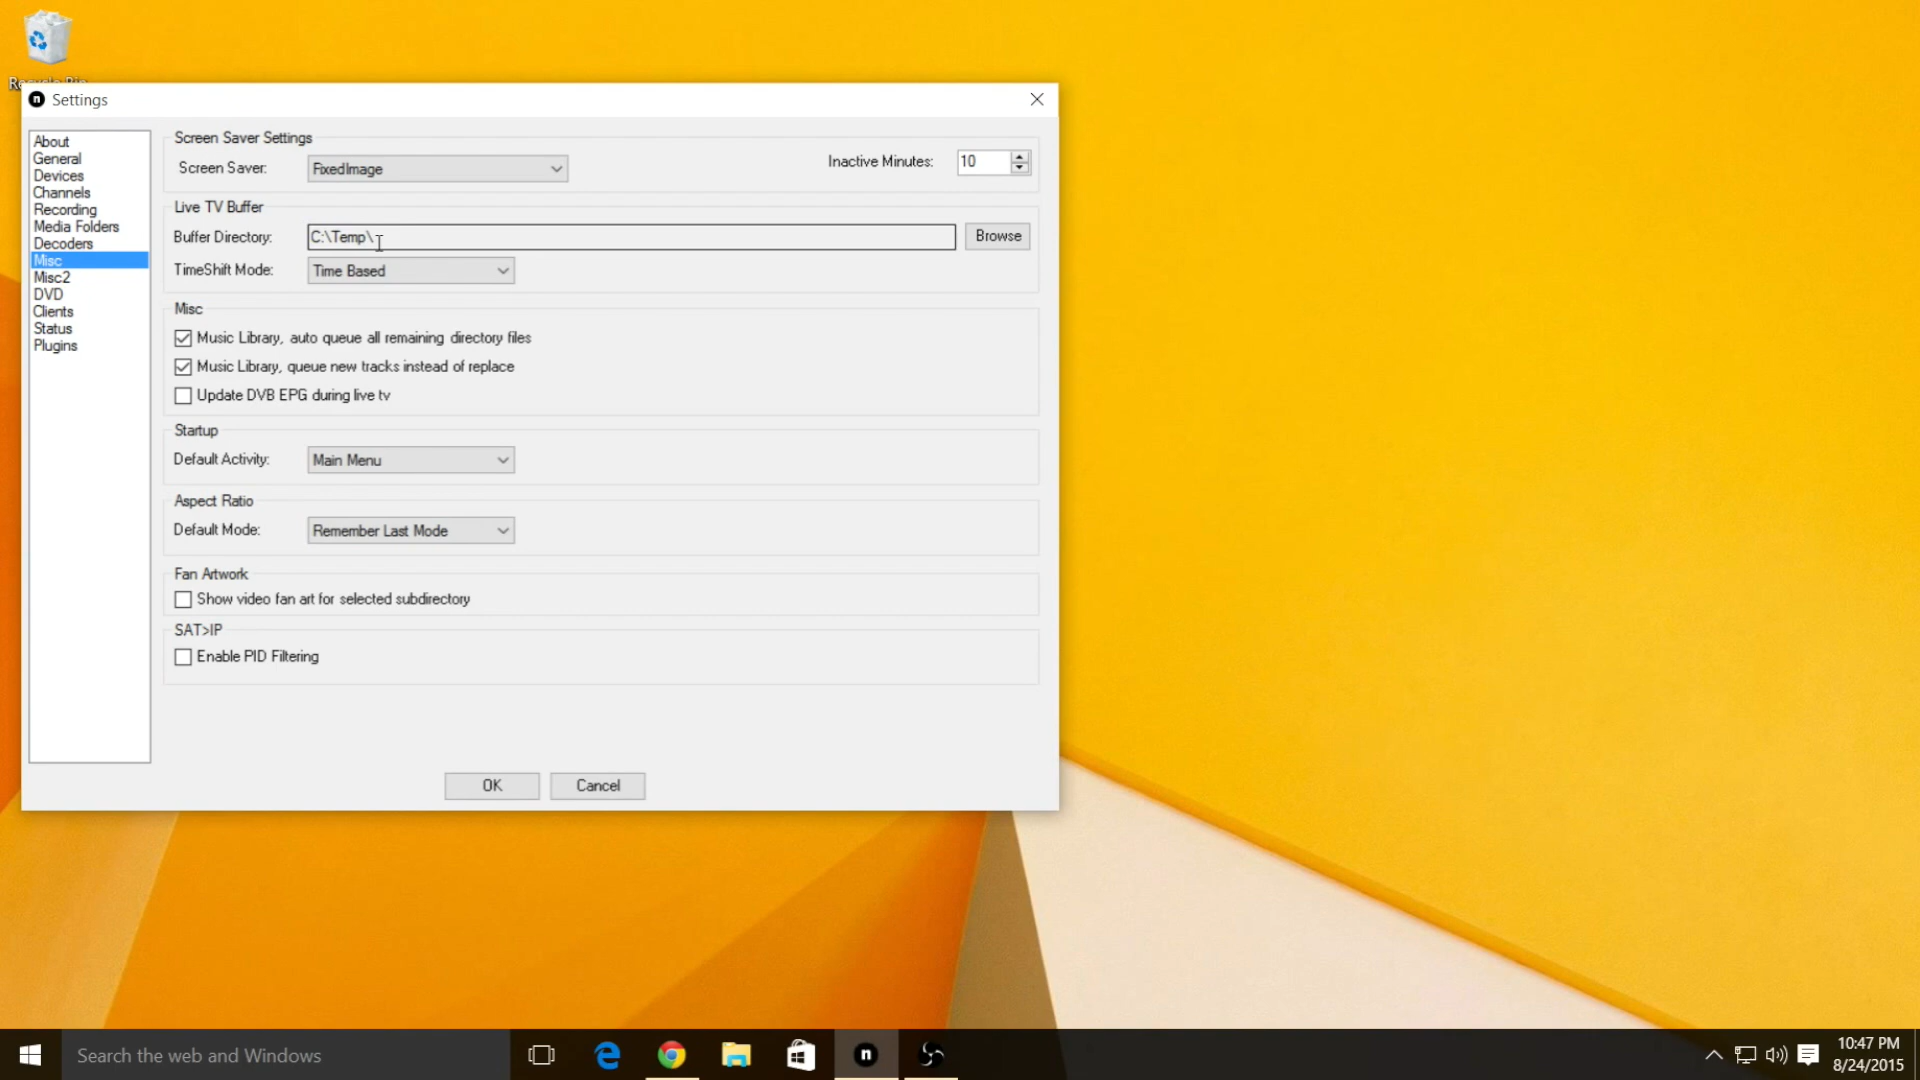 Recycle Bin
n Settings
About
General
Devices
Channels
Recording
Media Folders
Decoders
Misc
Misc2
DVD
Clients
Status
Plugins
Screen Saver Settings
Screen Saver: FixedImage
Inactive Minutes: 10
Live TV Buffer
Buffer Directory: C:\Temp\ Browse
TimeShift Mode: Time Based
Misc
Music Library, auto queue all remaining directory files
Music Library, queue new tracks instead of replace
Update DVB EPG during live tv
Startup
Default Activity: Main Menu
Aspect Ratio
Default Mode: Remember Last Mode
Fan Artwork
Show video fan art for selected subdirectory
SAT>IP
Enable PID Filtering
OK Cancel
Search the web and Windows
n
10:47 PM
8/24/2015